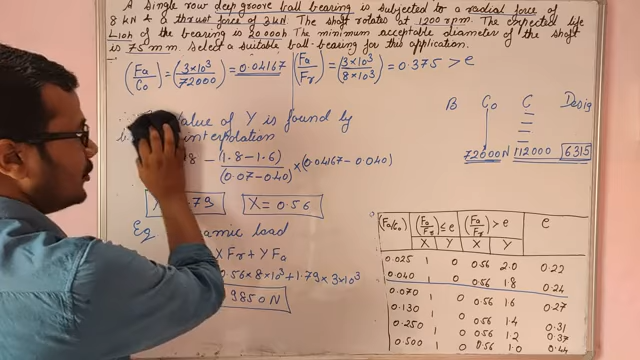 A single row deep groove ball bearing is subjected to a radial force of
8 kN & a thrust force of 3 kN. The shaft rotates at 1200 rpm. The expected life
L10h of the bearing is 20000h The minimum acceptable diameter of the shaft
is 75 mm. Select a suitable ball bearing for this application.
(Fa/Co) = (3×10³/72000) = 0.04167 (Fa/Fr) = (3×10³/8×10³) = 0.375 > e
B Co C Desig
72000N 112000 6315
Value of Y is found by
interpolation
8 - (1.8-1.6)/(0.07-0.40) × (0.04167-0.040)
79 X = 0.56
Eq namic load
XFr + YFa
0.56×8×10³ + 1.79×3×10³
9850 N
(Fa/Co) (Fa/Fr) ≤ e (Fa/Fr) > e e
X Y X Y
0.025 1 0 0.56 2.0 0.22
0.040 1 0 0.56 1.8 0.24
0.070 1 0 0.56 1.6 0.27
0.130 1 0 0.56 1.4 0.31
0.250 1 0 0.56 1.2 0.37
0.500 1 0 0.56 1.0 0.44